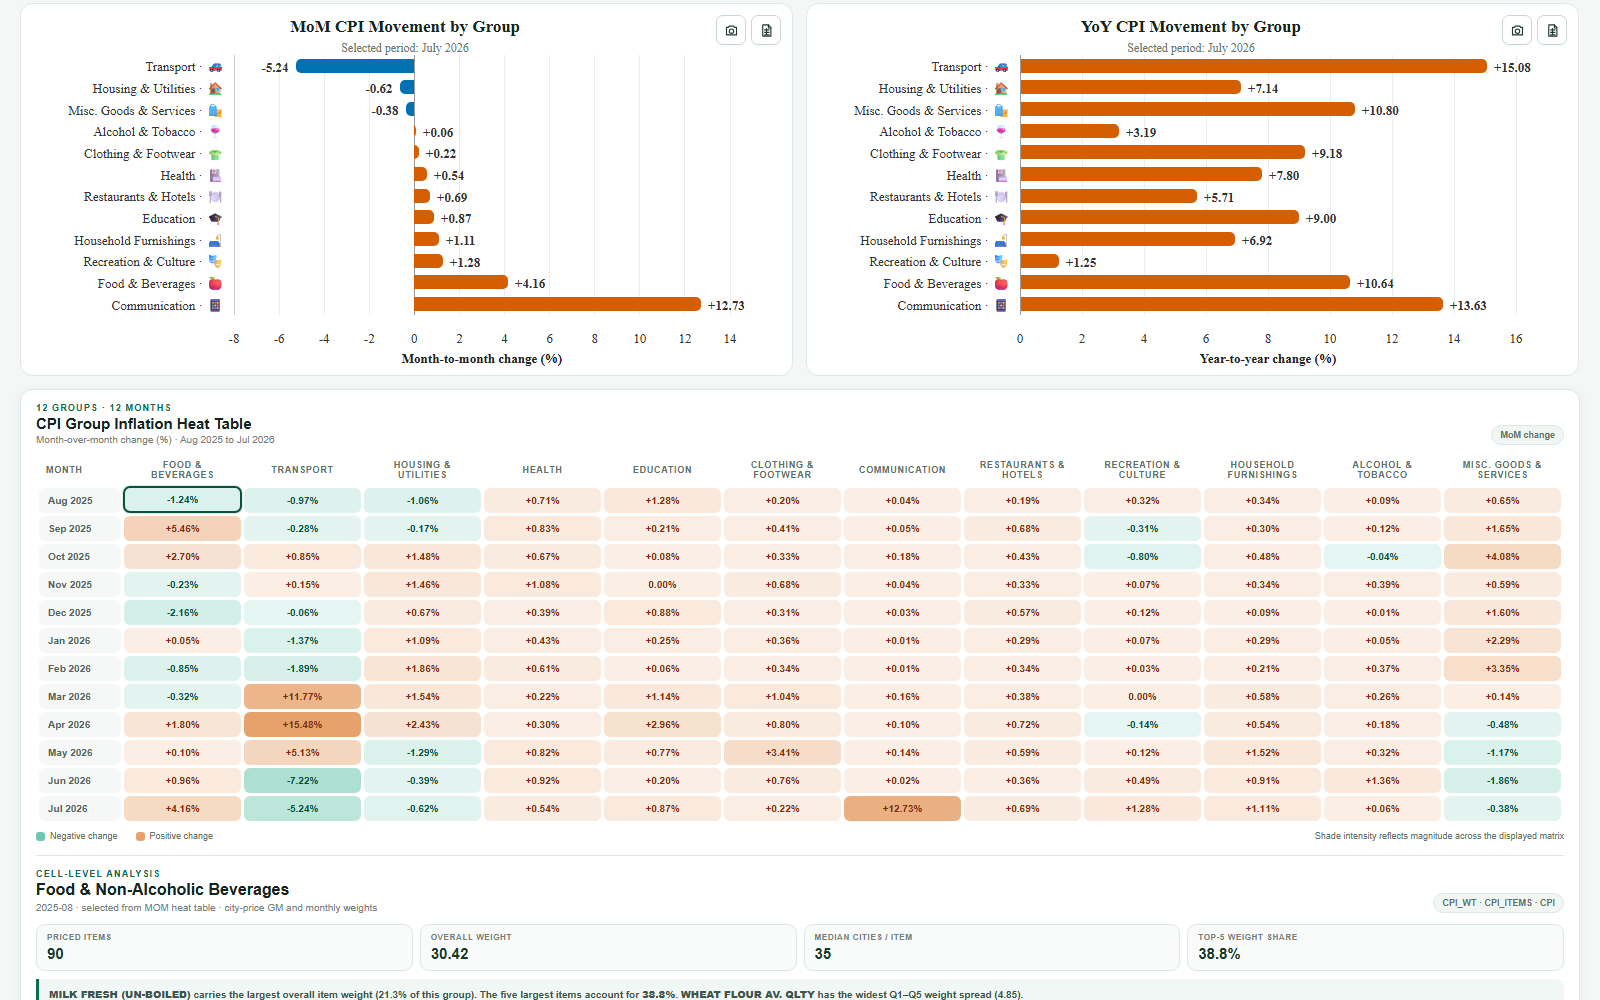 MoM CPI Movement by Group
Selected period: July 2026
Transport ·
-5.24
Housing & Utilities ·
-0.62
Misc. Goods & Services ·
-0.38
Alcohol & Tobacco ·
+0.06
Clothing & Footwear ·
+0.22
Health ·
+0.54
Restaurants & Hotels ·
+0.69
Education ·
+0.87
Household Furnishings ·
+1.11
Recreation & Culture ·
+1.28
Food & Beverages ·
+4.16
Communication ·
+12.73
-8 -6 -4 -2 0 2 4 6 8 10 12 14
Month-to-month change (%)
YoY CPI Movement by Group
Selected period: July 2026
Transport ·
+15.08
Housing & Utilities ·
+7.14
Misc. Goods & Services ·
+10.80
Alcohol & Tobacco ·
+3.19
Clothing & Footwear ·
+9.18
Health ·
+7.80
Restaurants & Hotels ·
+5.71
Education ·
+9.00
Household Furnishings ·
+6.92
Recreation & Culture ·
+1.25
Food & Beverages ·
+10.64
Communication ·
+13.63
0 2 4 6 8 10 12 14 16
Year-to-year change (%)
12 GROUPS · 12 MONTHS
CPI Group Inflation Heat Table
Month-over-month change (%) · Aug 2025 to Jul 2026
MoM change
MONTH FOOD & BEVERAGES TRANSPORT HOUSING & UTILITIES HEALTH EDUCATION CLOTHING & FOOTWEAR COMMUNICATION RESTAURANTS & HOTELS RECREATION & CULTURE HOUSEHOLD FURNISHINGS ALCOHOL & TOBACCO MISC. GOODS & SERVICES
Aug 2025 -1.24% -0.97% -1.06% +0.71% +1.28% +0.20% +0.04% +0.19% +0.32% +0.34% +0.09% +0.65%
Sep 2025 +5.46% -0.28% -0.17% +0.83% +0.21% +0.41% +0.05% +0.68% -0.31% +0.30% +0.12% +1.65%
Oct 2025 +2.70% +0.85% +1.48% +0.67% +0.08% +0.33% +0.18% +0.43% -0.80% +0.48% -0.04% +4.08%
Nov 2025 -0.23% +0.15% +1.46% +1.08% 0.00% +0.68% +0.04% +0.33% +0.07% +0.34% +0.39% +0.59%
Dec 2025 -2.16% -0.06% +0.67% +0.39% +0.88% +0.31% +0.03% +0.57% +0.12% +0.09% +0.01% +1.60%
Jan 2026 +0.05% -1.37% +1.09% +0.43% +0.25% +0.36% +0.01% +0.29% +0.07% +0.29% +0.05% +2.29%
Feb 2026 -0.85% -1.89% +1.86% +0.61% +0.06% +0.34% +0.01% +0.34% +0.03% +0.21% +0.37% +3.35%
Mar 2026 -0.32% +11.77% +1.54% +0.22% +1.14% +1.04% +0.16% +0.38% 0.00% +0.58% +0.26% +0.14%
Apr 2026 +1.80% +15.48% +2.43% +0.30% +2.96% +0.80% +0.10% +0.72% -0.14% +0.54% +0.18% -0.48%
May 2026 +0.10% +5.13% -1.29% +0.82% +0.77% +3.41% +0.14% +0.59% +0.12% +1.52% +0.32% -1.17%
Jun 2026 +0.96% -7.22% -0.39% +0.92% +0.20% +0.76% +0.02% +0.36% +0.49% +0.91% +1.36% -1.86%
Jul 2026 +4.16% -5.24% -0.62% +0.54% +0.87% +0.22% +12.73% +0.69% +1.28% +1.11% +0.06% -0.38%
Negative change Positive change
Shade intensity reflects magnitude across the displayed matrix
CELL-LEVEL ANALYSIS
Food & Non-Alcoholic Beverages
2025-08 · selected from MOM heat table · city-price GM and monthly weights
CPI_WT · CPI_ITEMS · CPI
PRICED ITEMS
90
OVERALL WEIGHT
30.42
MEDIAN CITIES / ITEM
35
TOP-5 WEIGHT SHARE
38.8%
MILK FRESH (UN-BOILED) carries the largest overall item weight (21.3% of this group). The five largest items account for 38.8%. WHEAT FLOUR AV. QLTY has the widest Q1–Q5 weight spread (4.85).